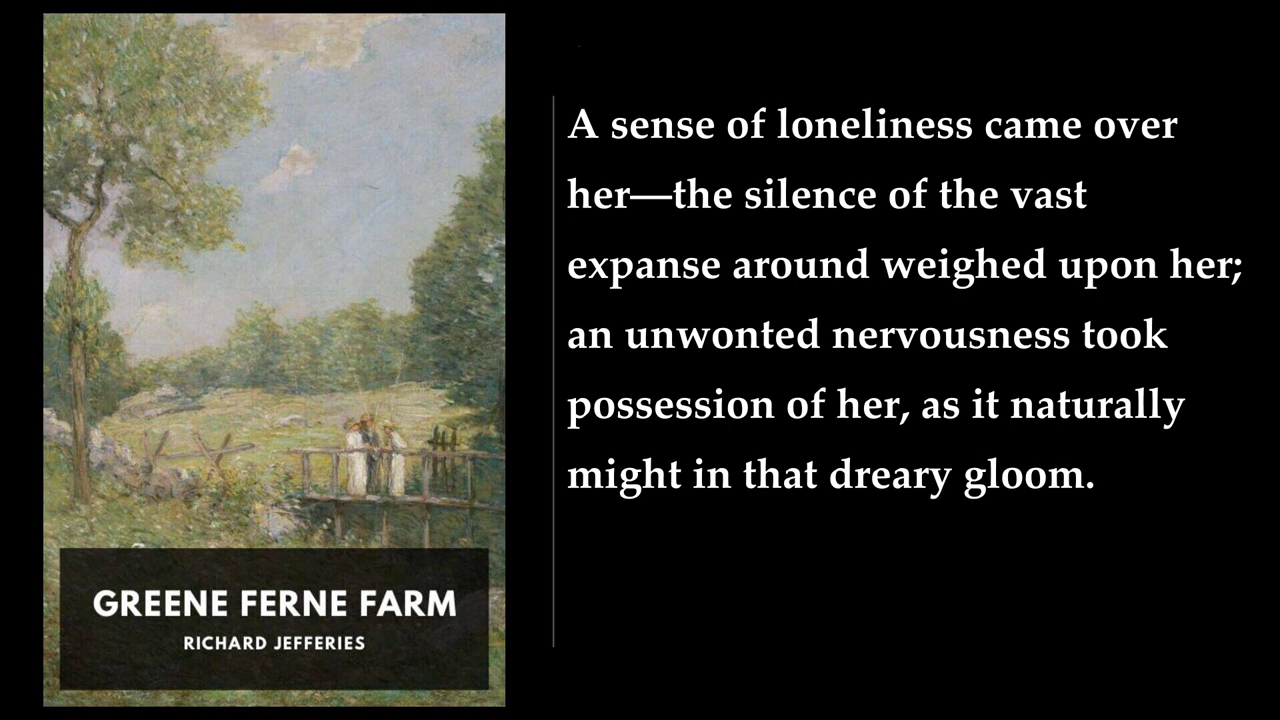 GREENE FERNE FARM
RICHARD JEFFERIES
A sense of loneliness came over
her—the silence of the vast
expanse around weighed upon her;
an unwonted nervousness took
possession of her, as it naturally
might in that dreary gloom.